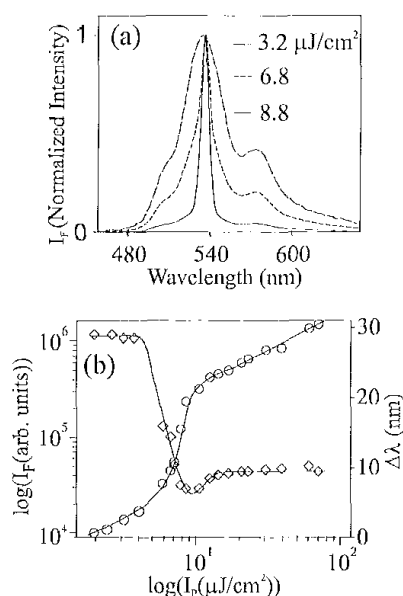 (a)
1
3.2 μJ/cm²
6.8
8.8
I_F (Normalized Intensity)
0
480 540 600
Wavelength (nm)
(b)
10⁶
10⁵
10⁴
log(I_F(arb. units))
30
20
10
0
Δλ (nm)
10¹ 10²
log(I_P(μJ/cm²))